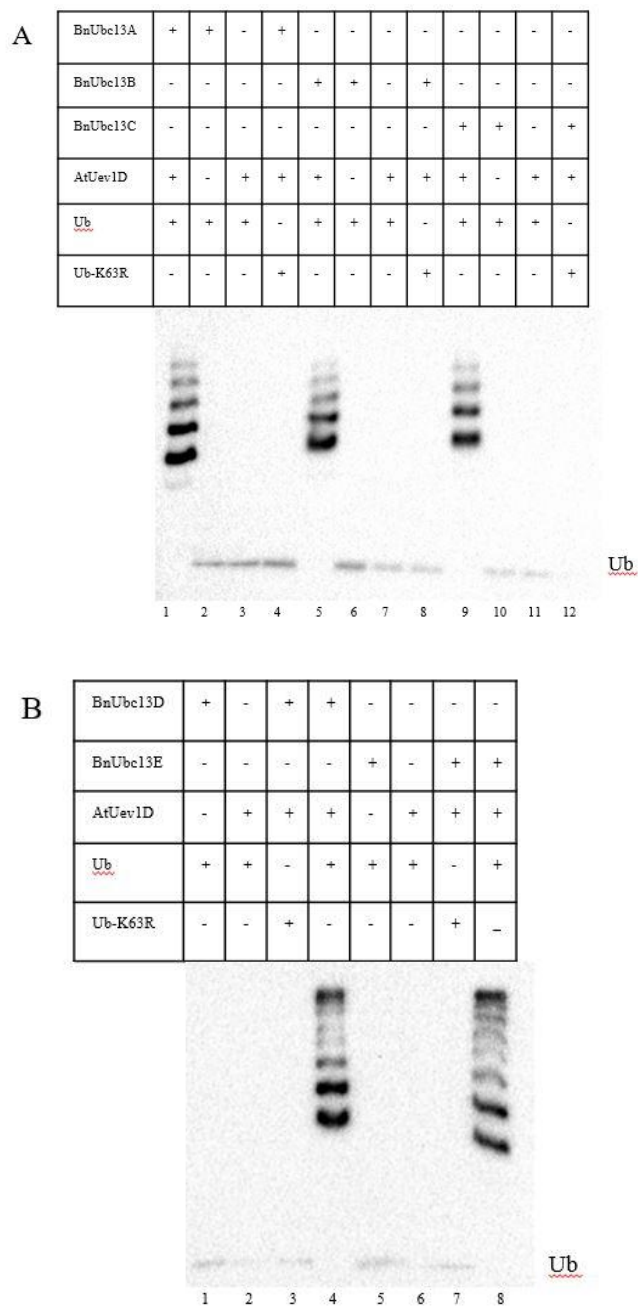 A
BnUbc13A + + - + - - - - - - - -
BnUbc13B - - - - + + - + - - - -
BnUbc13C - - - - - - - - + + - +
AtUev1D + - + + + - + + + - + +
Ub + + + - + + + - + + + -
Ub-K63R - - - + - - - + - - - +
Ub
1 2 3 4 5 6 7 8 9 10 11 12
B
BnUbc13D + - + + - - - -
BnUbc13E - - - - + - + +
AtUev1D - + + + - + + +
Ub + + - + + + - +
Ub-K63R - - + - - - + _
Ub
1 2 3 4 5 6 7 8